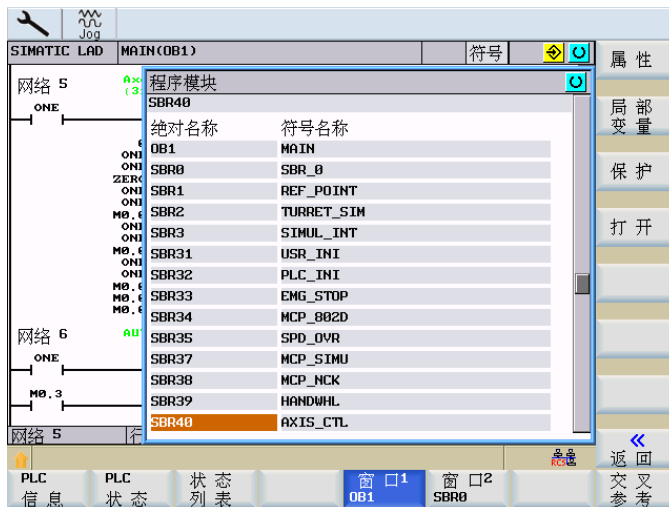 Jog
SIMATIC LAD MAIN(OB1) 符号
属 性
网络 5
ONE
程序模块
SBR40
绝对名称 符号名称
OB1 MAIN
SBR0 SBR_0
SBR1 REF_POINT
SBR2 TURRET_SIM
SBR3 SIMUL_INT
SBR31 USR_INI
SBR32 PLC_INI
SBR33 EMG_STOP
SBR34 MCP_802D
SBR35 SPD_OVR
SBR37 MCP_SIMU
SBR38 MCP_NCK
SBR39 HANDWHL
SBR40 AXIS_CTL
局 部
变 量
保 护
打 开
网络 6
ONE
M0.3
网络 5 行
RCS
返 回
PLC
信 息
PLC
状 态
状 态
列 表
窗 口1
OB1
窗 口2
SBR0
交 叉
参 考